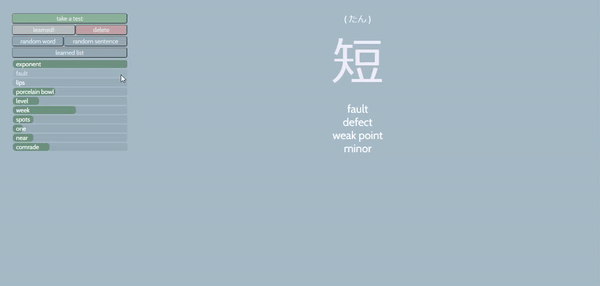 take a test
learned!
delete
random word
random sentence
learned list
exponent
fault
lips
porcelain bowl
level
week
spots
one
near
comrade
(たん)
短
fault
defect
weak point
minor